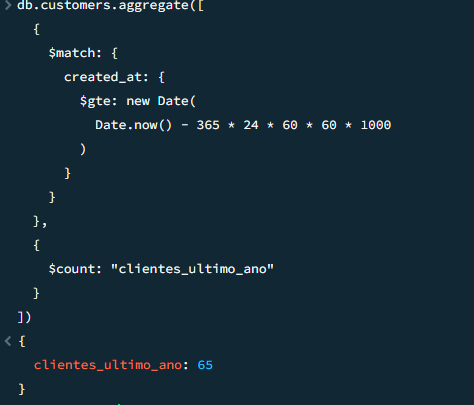 > db.customers.aggregate([
  {
    $match: {
      created_at: {
        $gte: new Date(
          Date.now() - 365 * 24 * 60 * 60 * 1000
        )
      }
    }
  },
  {
    $count: "clientes_ultimo_ano"
  }
])
< {
  clientes_ultimo_ano: 65
}